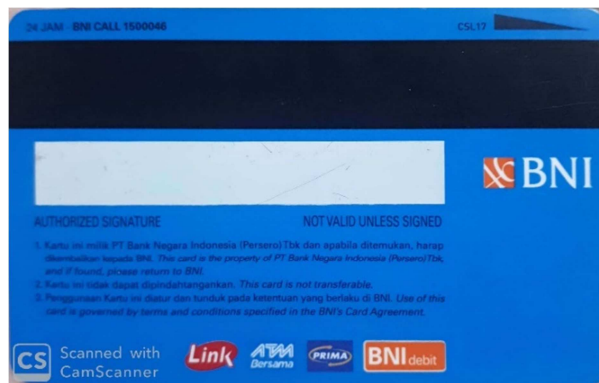 24 JAM - BNI CALL 1500046
CSL17
BNI
AUTHORIZED SIGNATURE
NOT VALID UNLESS SIGNED
1. Kartu ini milik PT Bank Negara Indonesia (Persero) Tbk dan apabila ditemukan, harap
dikembalikan kepada BNI. This card is the property of PT Bank Negara Indonesia (Persero) Tbk,
and if found, please return to BNI.
2. Kartu ini tidak dapat dipindahtangankan. This card is not transferable.
3. Penggunaan Kartu ini diatur dan tunduk pada ketentuan yang berlaku di BNI. Use of this
card is governed by terms and conditions specified in the BNI's Card Agreement.
Link
ATM
Bersama
PRIMA
BNI debit
CS Scanned with
CamScanner